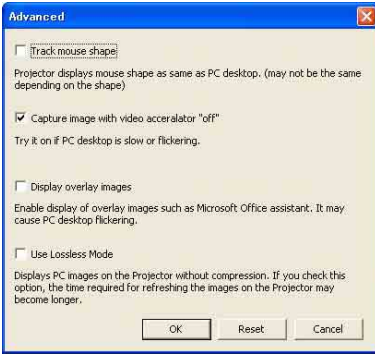 Advanced
Track mouse shape
Projector displays mouse shape as same as PC desktop. (may not be the same
depending on the shape)
Capture image with video accelarator "off"
Try it on if PC desktop is slow or flickering.
Display overlay images
Enable display of overlay images such as Microsoft Office assistant. It may
cause PC desktop flickering.
Use Lossless Mode
Displays PC images on the Projector without compression. If you check this
option, the time required for refreshing the images on the Projector may
become longer.
OK Reset Cancel